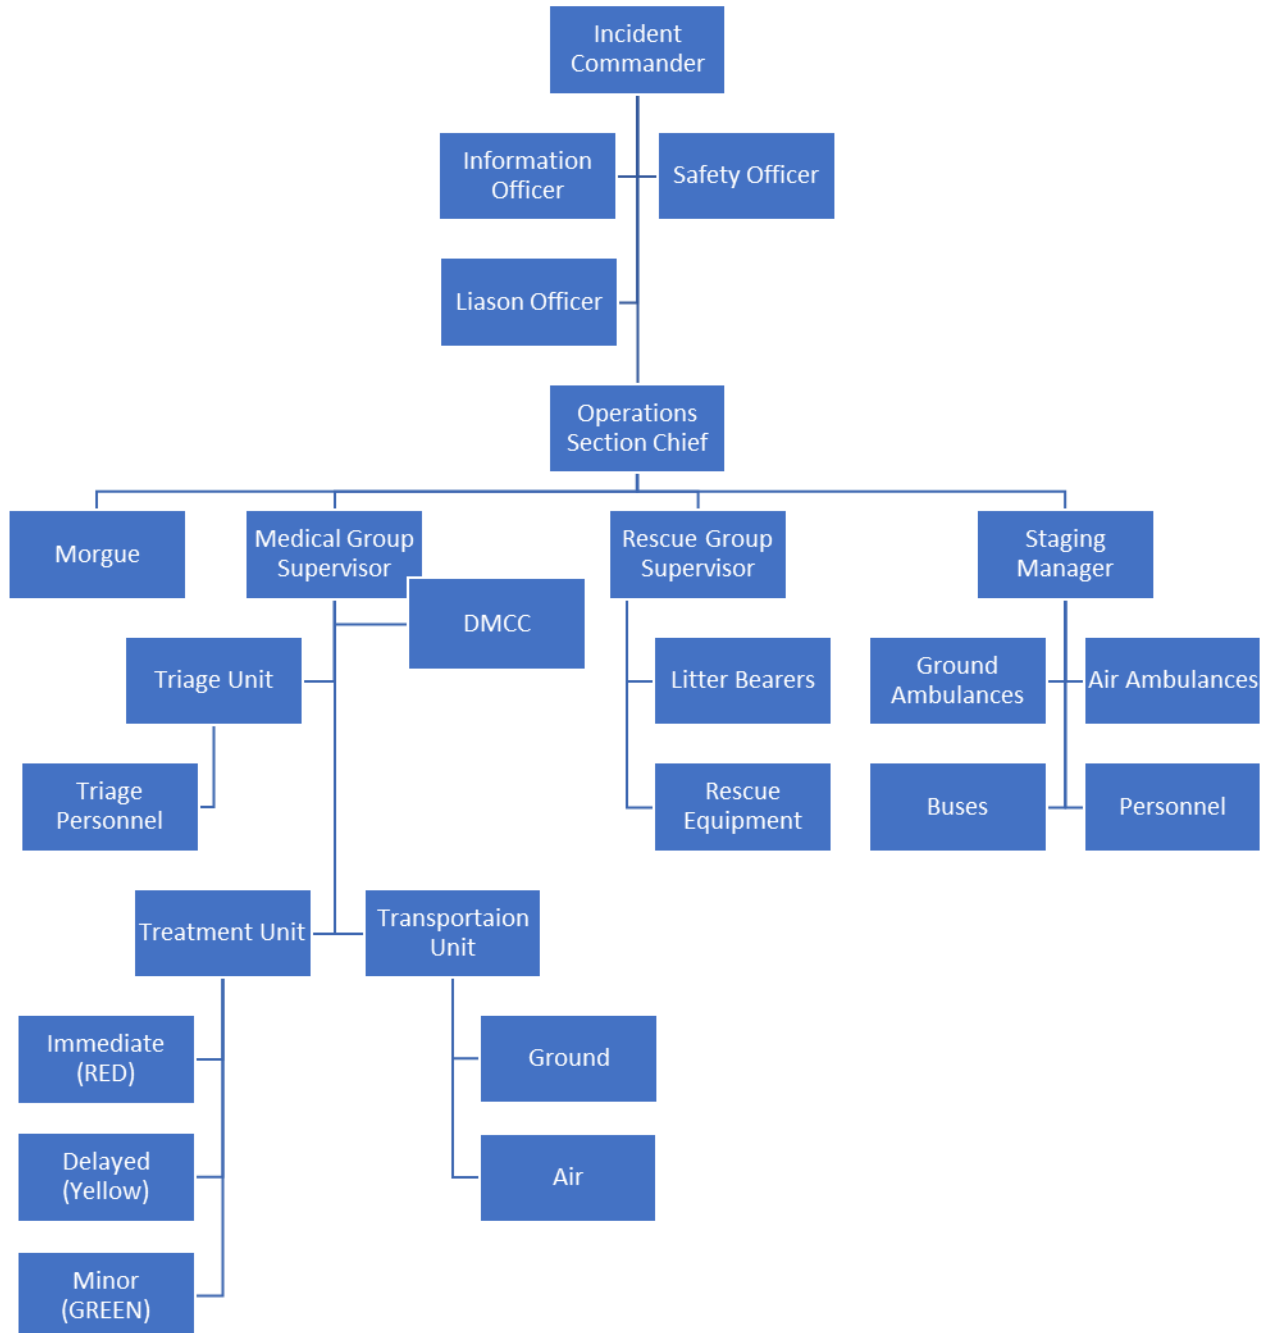 Incident
Commander
Information
Officer
Safety Officer
Liason Officer
Operations
Section Chief
Morgue
Medical Group
Supervisor
Rescue Group
Supervisor
Staging
Manager
DMCC
Triage Unit
Litter Bearers
Ground
Ambulances
Air Ambulances
Triage
Personnel
Rescue
Equipment
Buses
Personnel
Treatment Unit
Transportaion
Unit
Immediate
(RED)
Ground
Delayed
(Yellow)
Air
Minor
(GREEN)